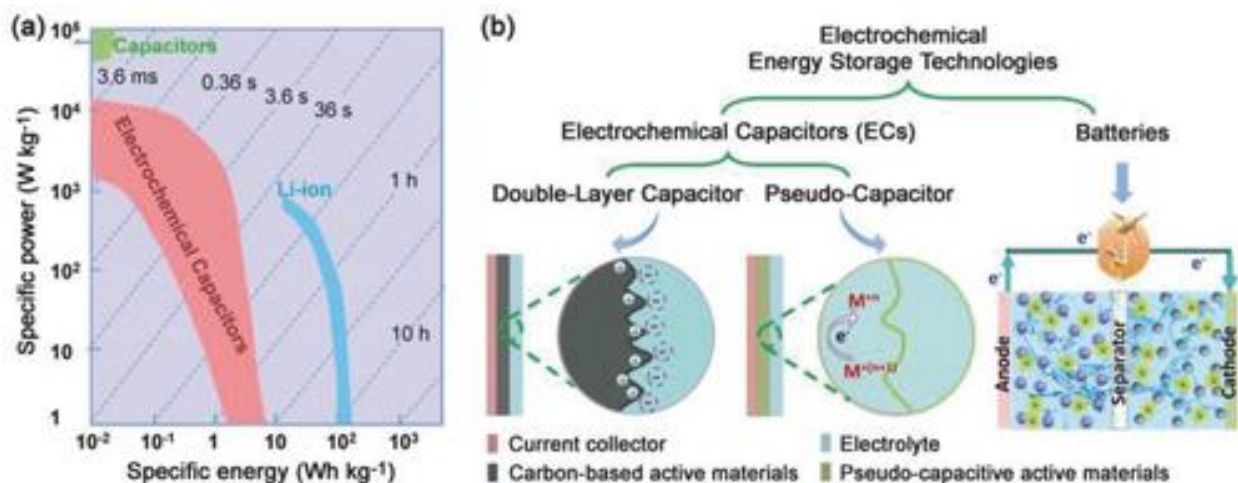 (a)
10⁵
Capacitors
3.6 ms
0.36 s
3.6 s
36 s
10⁴
Electrochemical Capacitors
Li-ion
1 h
10³
10²
10 h
10
1
Specific power (W kg⁻¹)
10⁻²
10⁻¹
1
10
10²
10³
Specific energy (Wh kg⁻¹)
(b)
Electrochemical
Energy Storage Technologies
Electrochemical Capacitors (ECs)
Batteries
Double-Layer Capacitor
Pseudo-Capacitor
e⁻
e⁻
e⁻
e⁻
Anode
Separator
Cathode
Current collector
Electrolyte
Carbon-based active materials
Pseudo-capacitive active materials